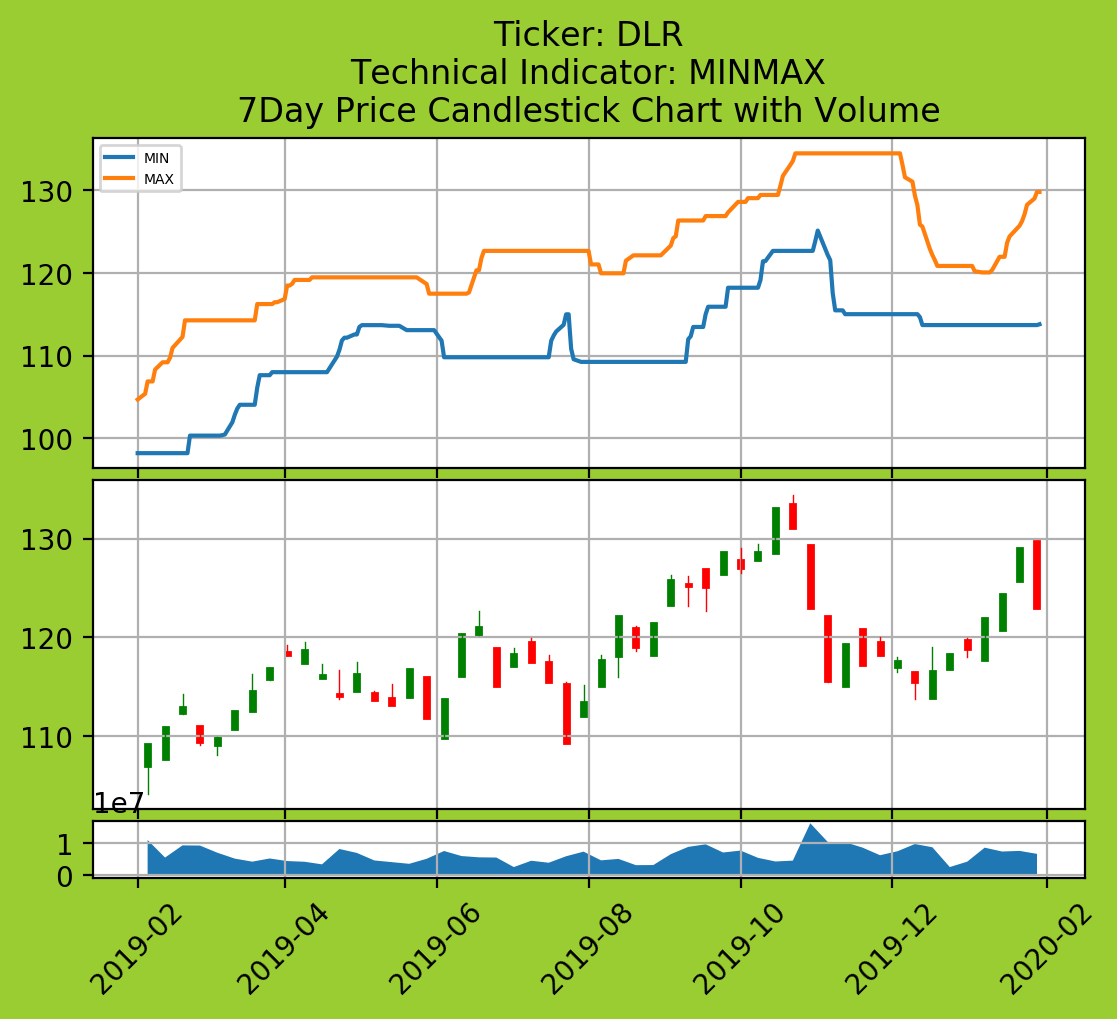 Ticker: DLR
Technical Indicator: MINMAX
7Day Price Candlestick Chart with Volume
MIN
MAX
130
120
110
100
130
120
110
1e7
1
0
2019-02
2019-04
2019-06
2019-08
2019-10
2019-12
2020-02